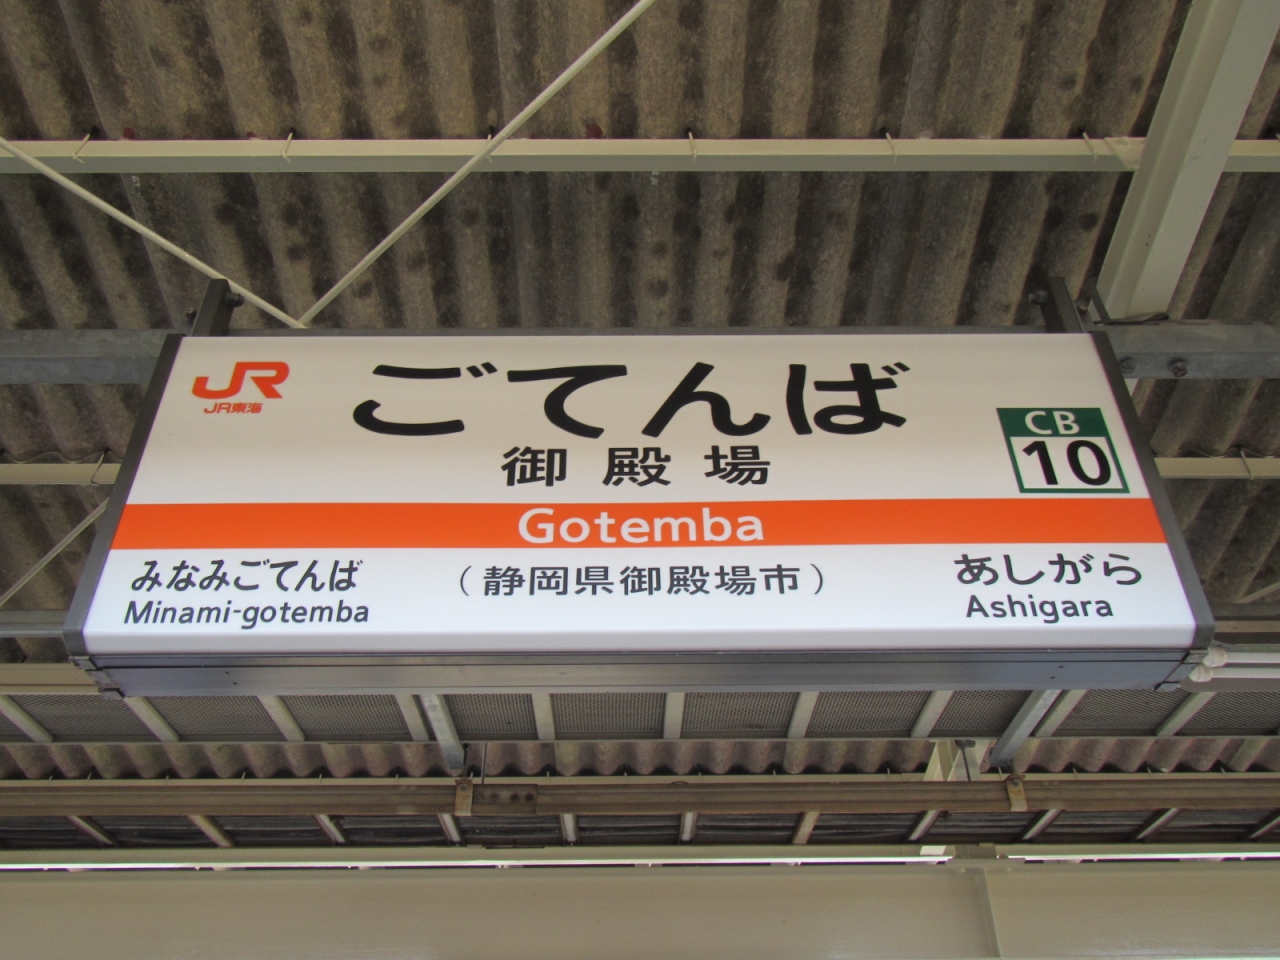 JR
JR東海
ごてんば
御殿場
CB
10
Gotemba
みなみごてんば
Minami-gotemba
（静岡県御殿場市）
あしがら
Ashigara